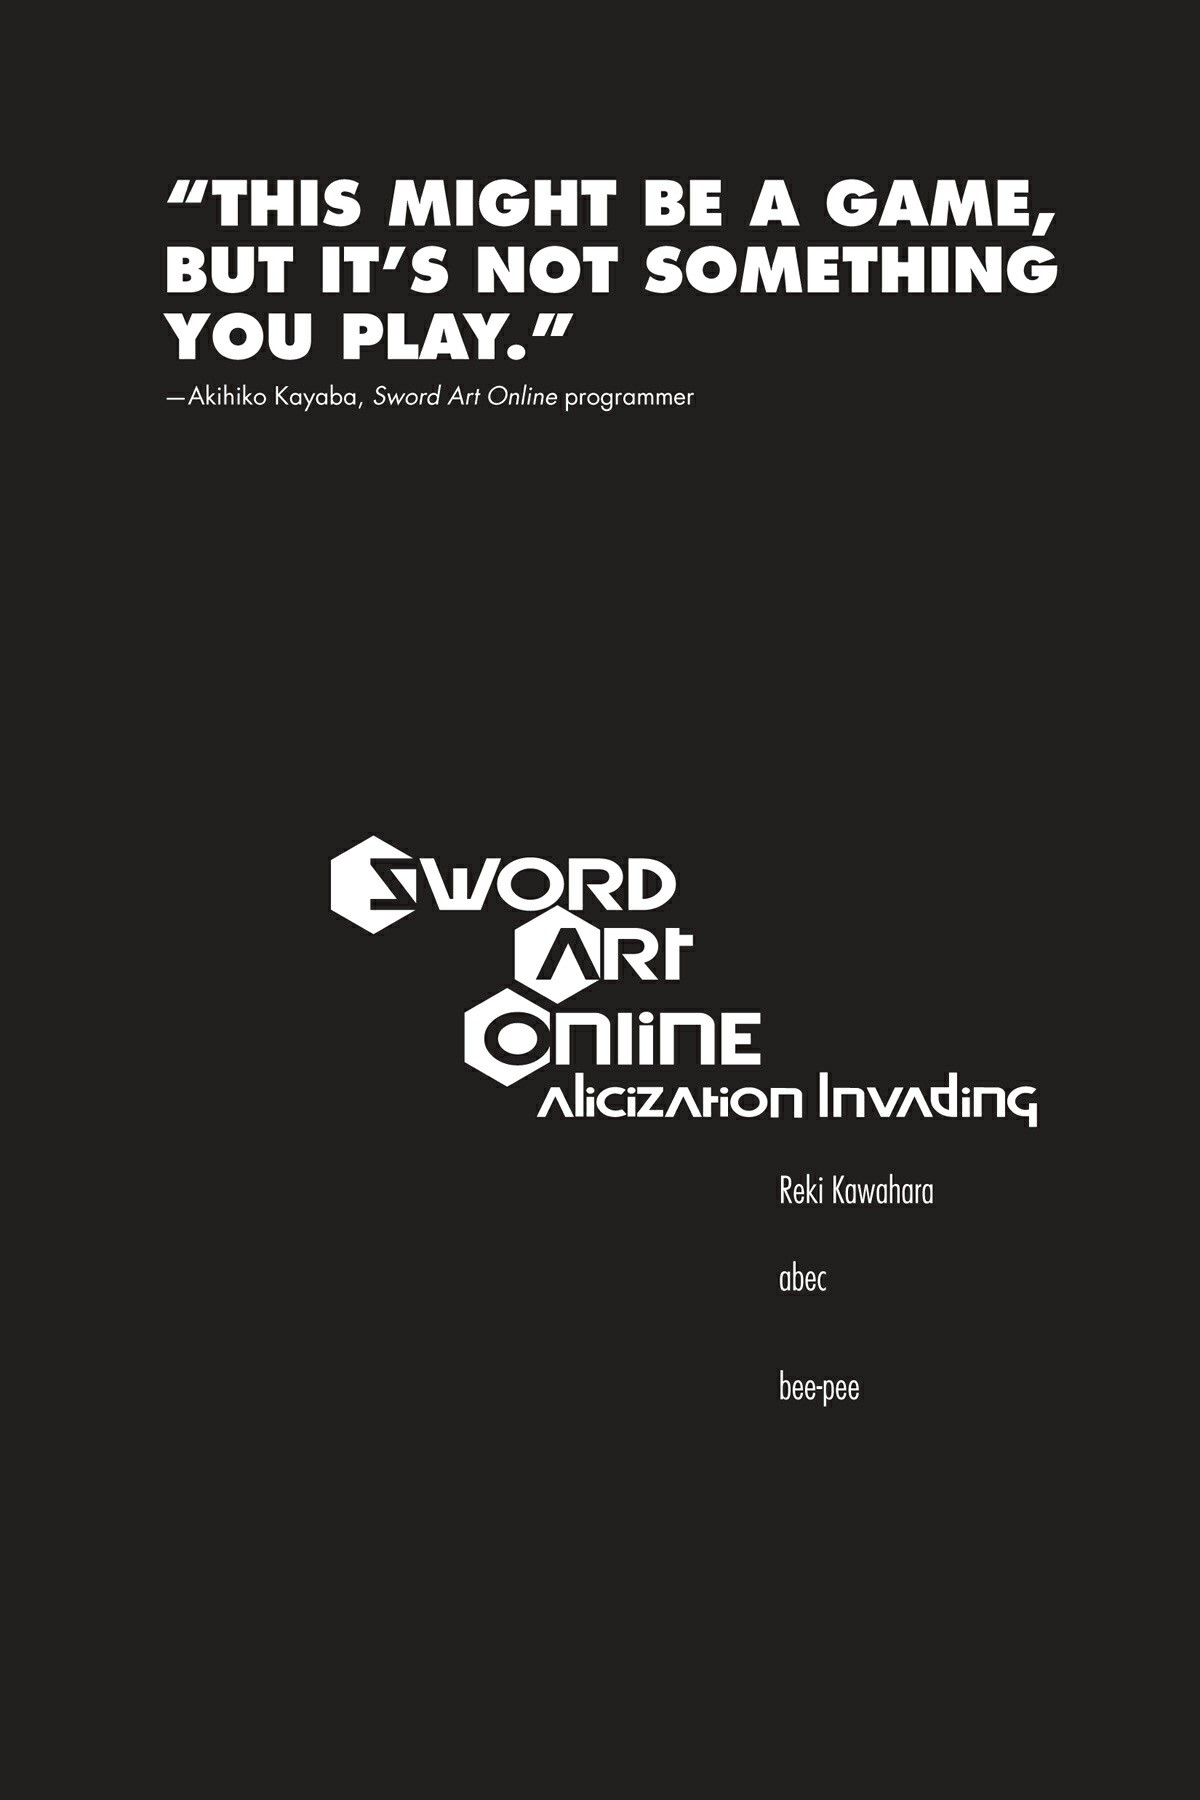 “THIS MIGHT BE A GAME,
BUT IT’S NOT SOMETHING
YOU PLAY.”
—Akihiko Kayaba, Sword Art Online programmer
SWORD
ART
ONLINE
Alicization Invading
Reki Kawahara
abec
bee-pee